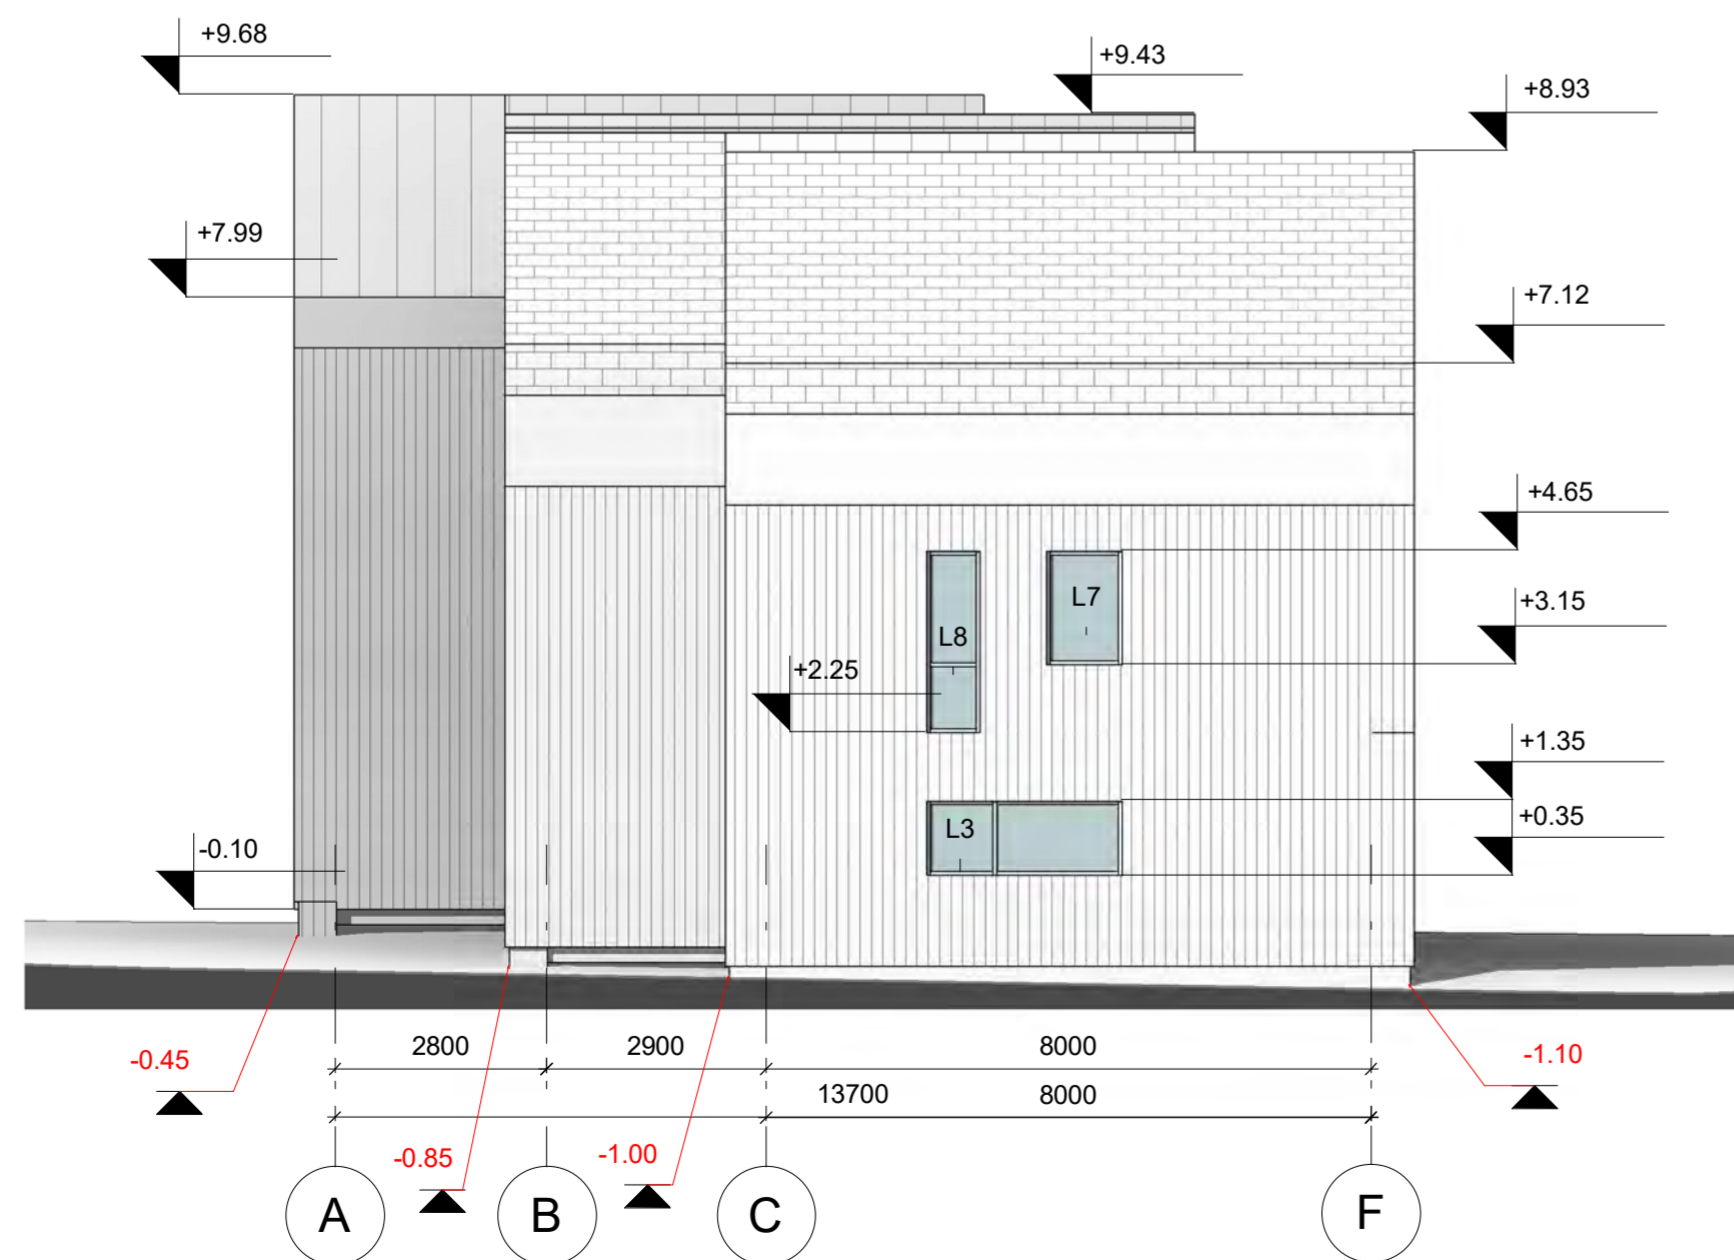 +9.68
+9.43
+8.93
+7.99
+7.12
+4.65
L7
+3.15
L8
+2.25
+1.35
L3
+0.35
-0.10
2800
2900
8000
-0.45
-1.10
13700
8000
-0.85
-1.00
A
B
C
F